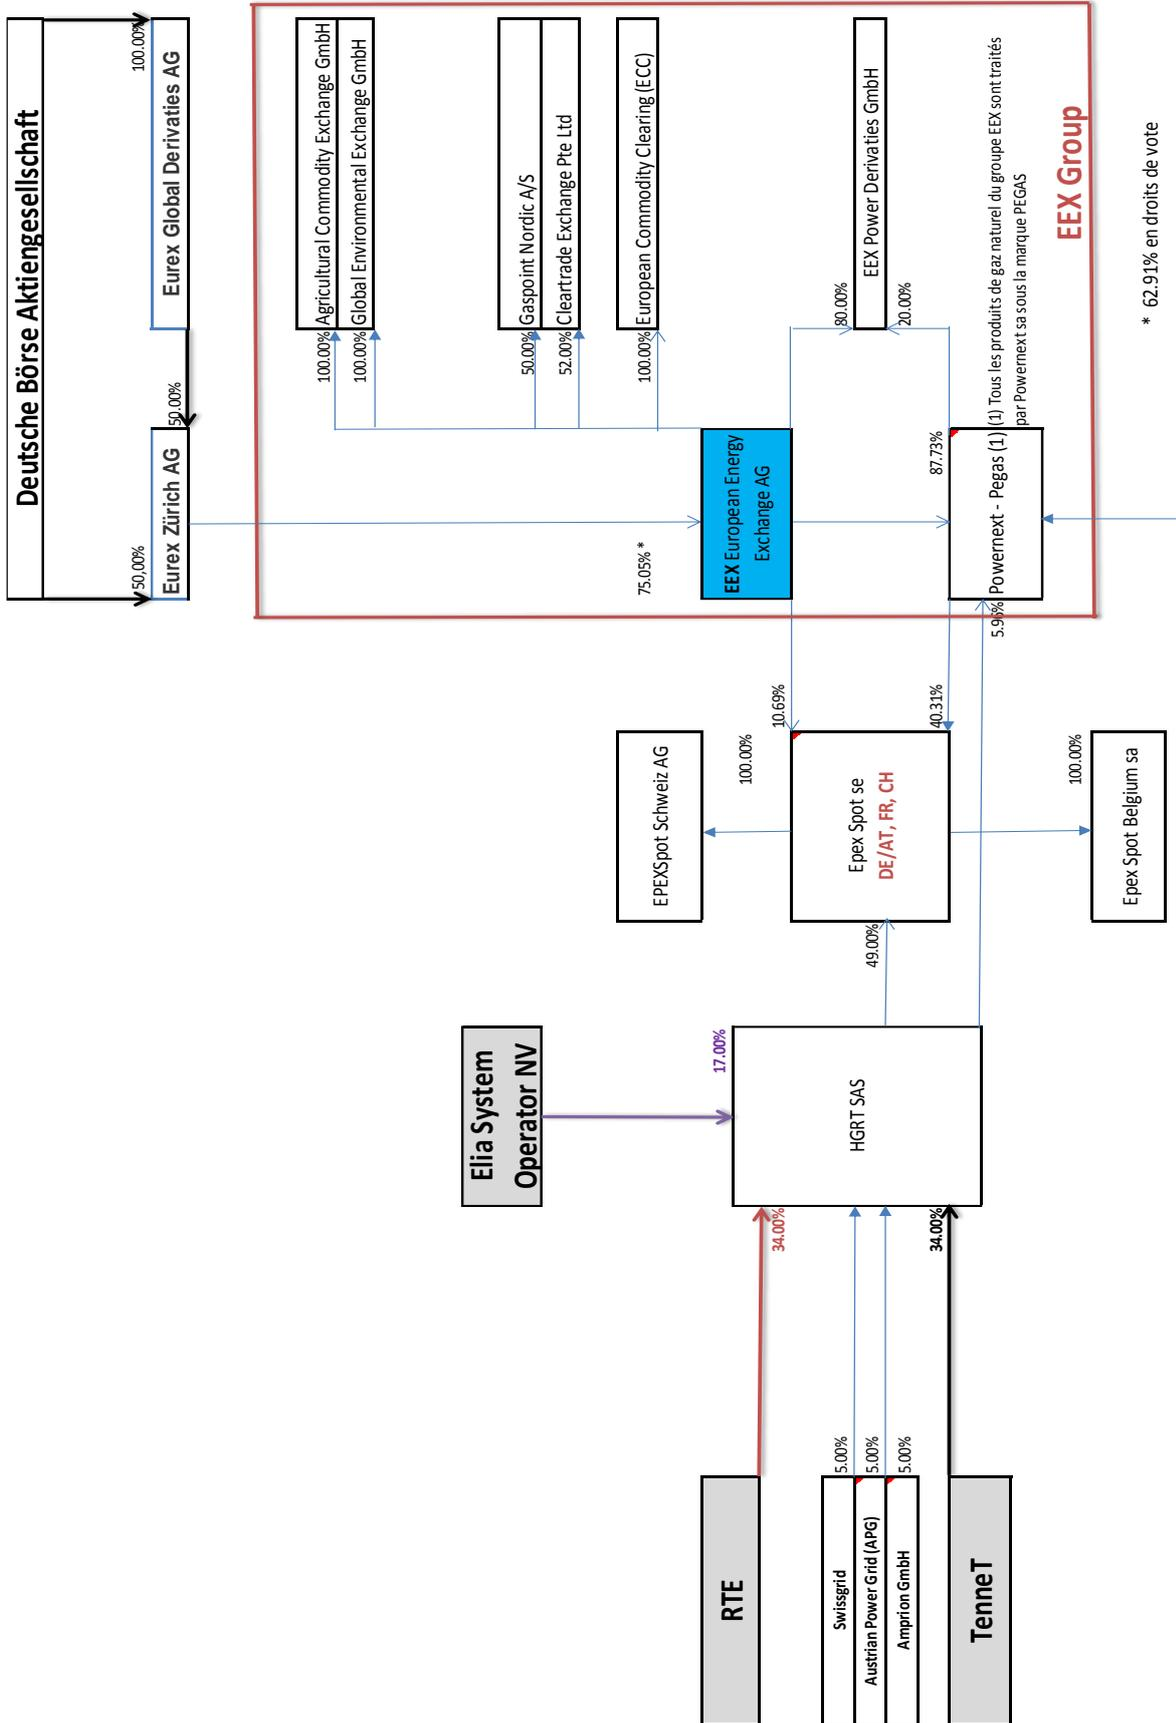 Deutsche Börse Aktiengesellschaft
50,00%
100.00%
Eurex Zürich AG
50.00%
Eurex Global Derivaties AG
100.00%
Agricultural Commodity Exchange GmbH
100.00%
Global Environmental Exchange GmbH
50.00%
Gaspoint Nordic A/S
52.00%
Cleartrade Exchange Pte Ltd
100.00%
European Commodity Clearing (ECC)
75.05% *
EEX European Energy
Exchange AG
80.00%
EEX Power Derivaties GmbH
20.00%
87.73%
5.96%
Powernext - Pegas (1)
(1) Tous les produits de gaz naturel du groupe EEX sont traités
par Powernext sa sous la marque PEGAS
EEX Group
* 62.91% en droits de vote
Elia System
Operator NV
17.00%
EPEXSpot Schweiz AG
100.00%
10.69%
Epex Spot se
DE/AT, FR, CH
49.00%
40.31%
100.00%
Epex Spot Belgium sa
HGRT SAS
RTE
34.00%
Swissgrid
5.00%
Austrian Power Grid (APG)
5.00%
Amprion GmbH
5.00%
TenneT
34.00%